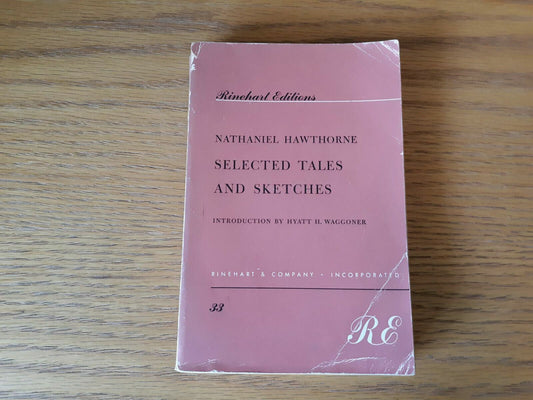 Rinehart Editions
NATHANIEL HAWTHORNE
SELECTED TALES
AND SKETCHES
INTRODUCTION BY HYATT H. WAGGONER
RINEHART & COMPANY • INCORPORATED
33
RE